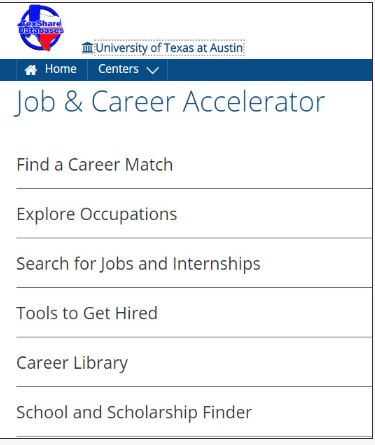 TexShare
Databases
University of Texas at Austin
Home Centers
Job & Career Accelerator
Find a Career Match
Explore Occupations
Search for Jobs and Internships
Tools to Get Hired
Career Library
School and Scholarship Finder